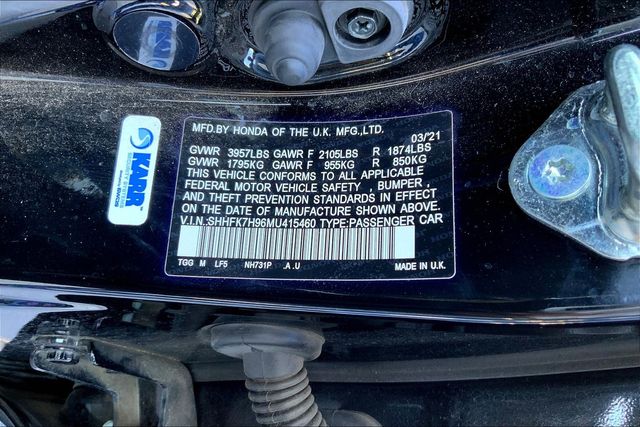 MFD.BY HONDA OF THE U.K. MFG.,LTD. 03/21
GVWR 3957LBS GAWR F 2105LBS R 1874LBS
GVWR 1795KG GAWR F 955KG R 850KG
THIS VEHICLE CONFORMS TO ALL APPLICABLE
FEDERAL MOTOR VEHICLE SAFETY , BUMPER ,
AND THEFT PREVENTION STANDARDS IN EFFECT
ON THE DATE OF MANUFACTURE SHOWN ABOVE.
V.I.N:SHHFK7H96MU415460 TYPE:PASSENGER CAR
TGG M LF5 NH731P .A .U MADE IN U.K.
KARR
SECURITY SYSTEMS